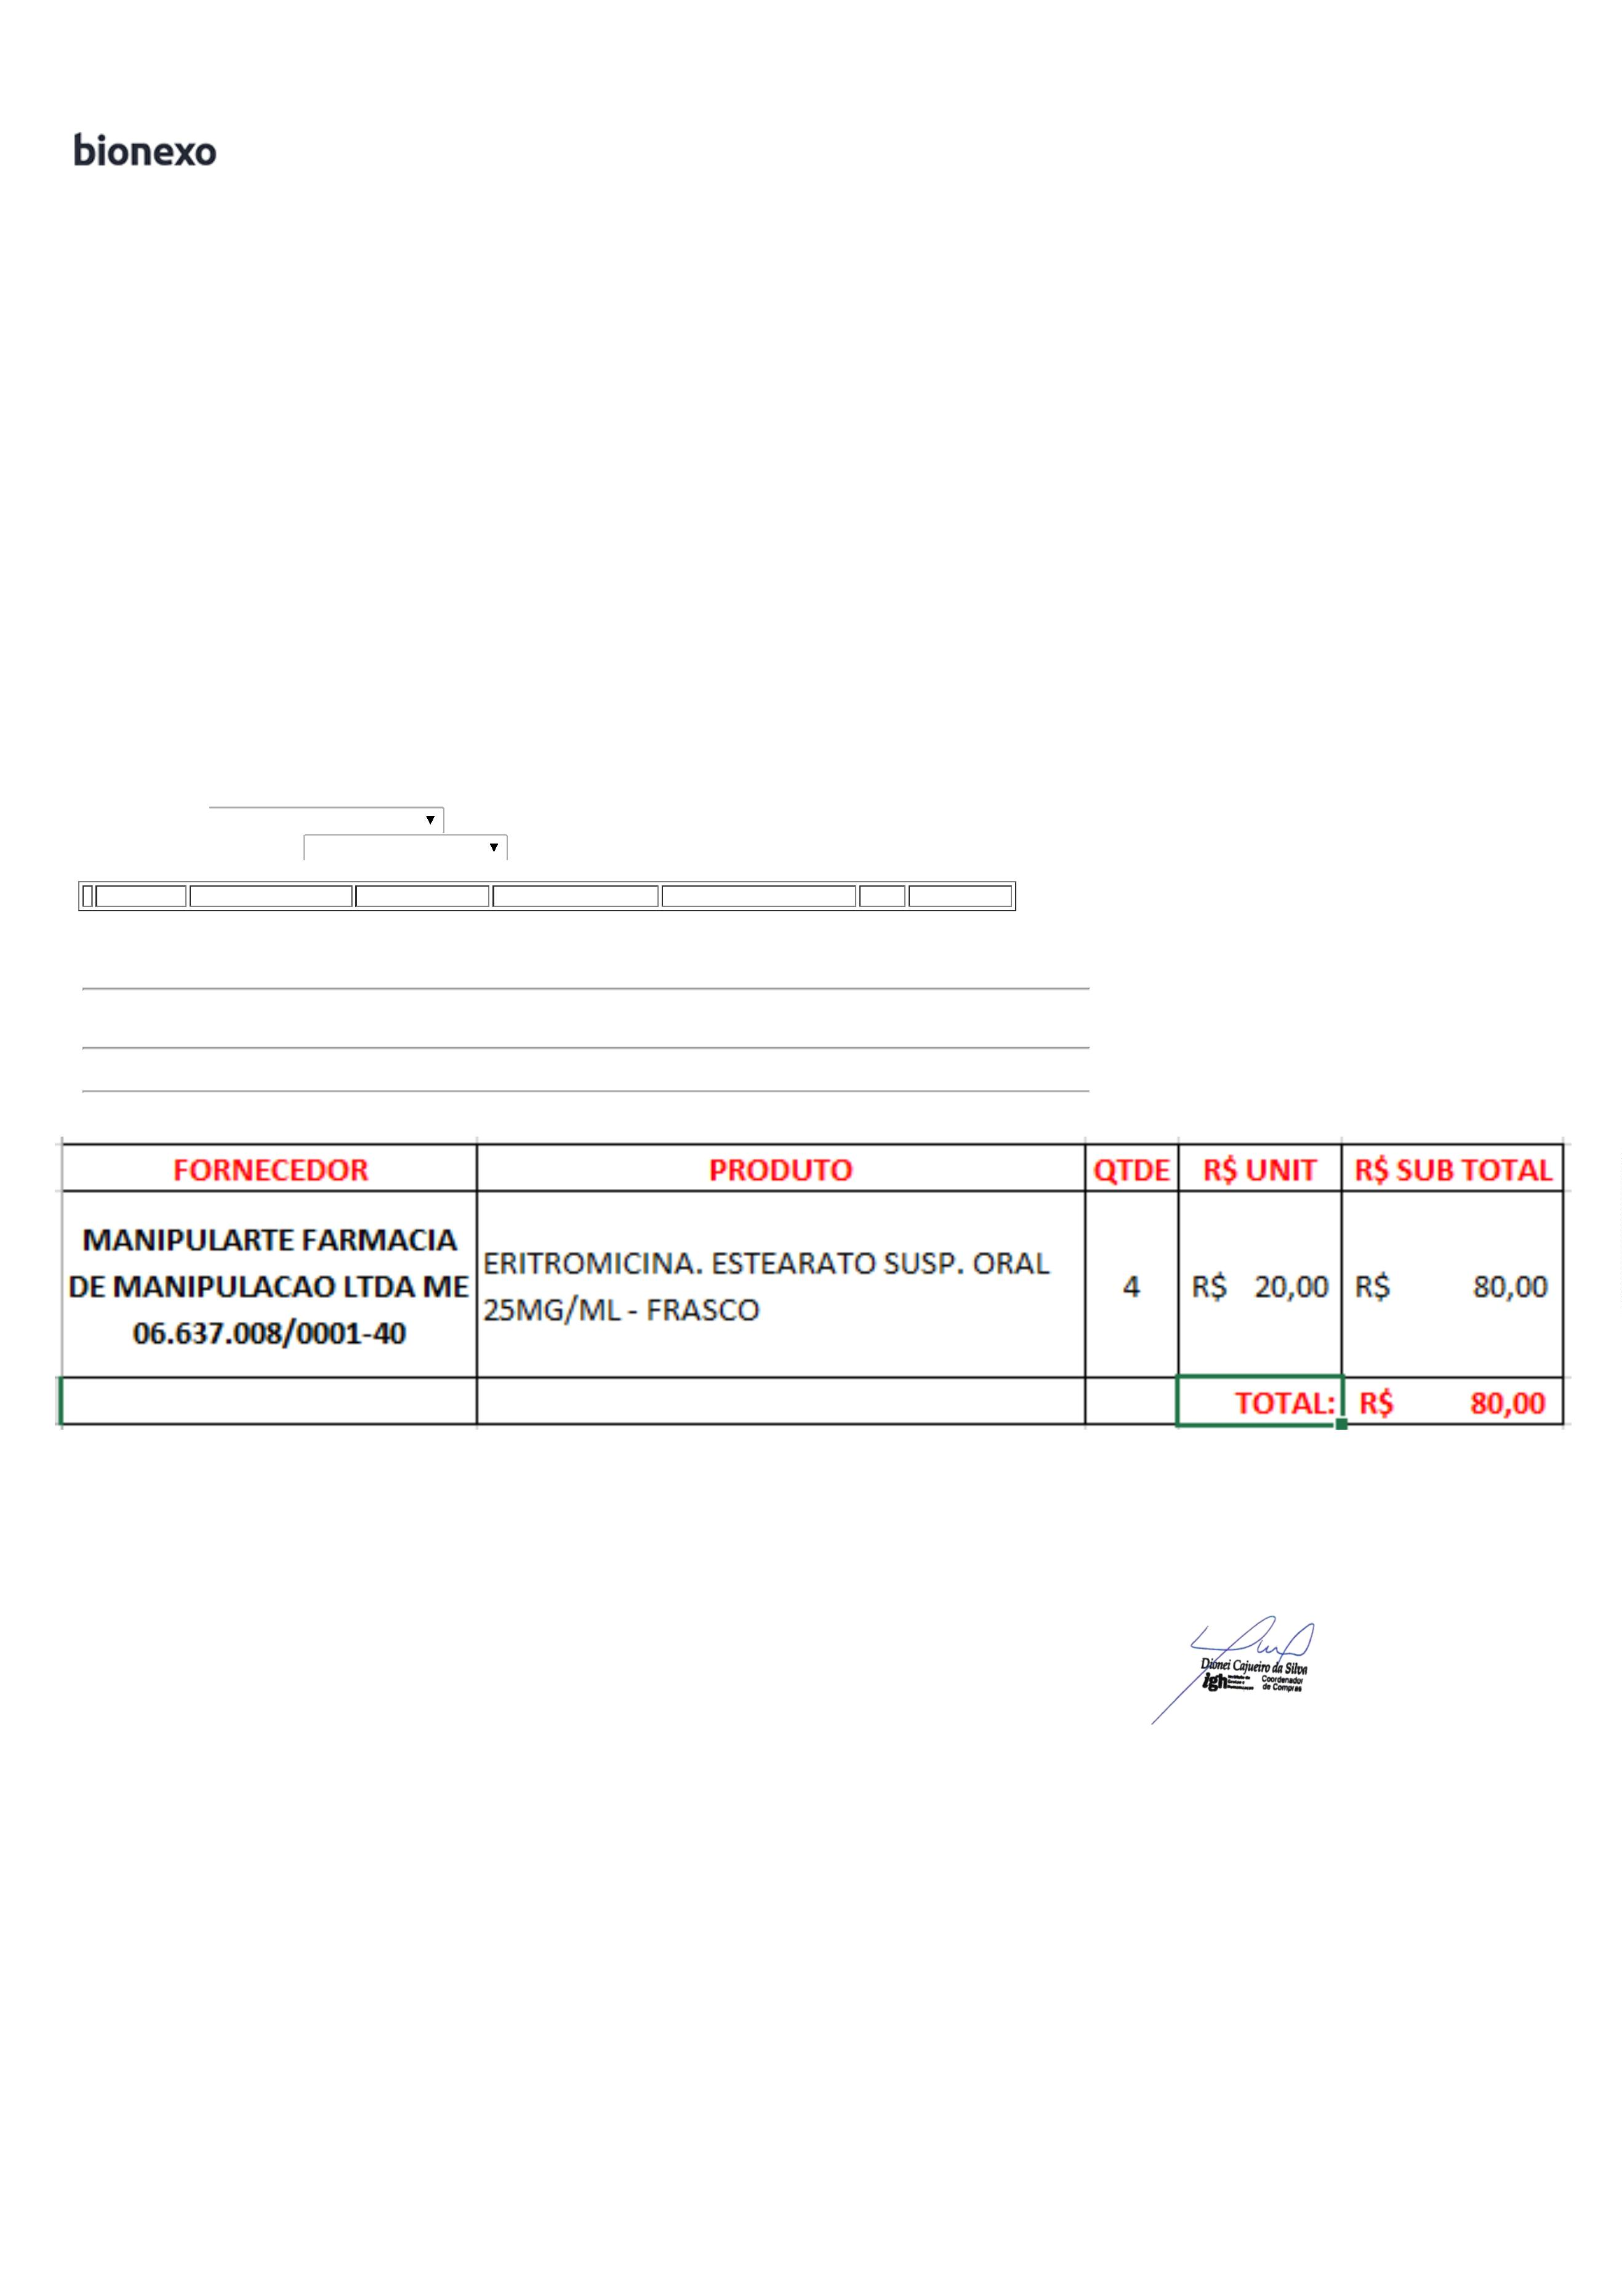 bionexo
▼
▼
FORNECEDOR PRODUTO QTDE R$ UNIT R$ SUB TOTAL
MANIPULARTE FARMACIA
DE MANIPULACAO LTDA ME
06.637.008/0001-40
ERITROMICINA. ESTEARATO SUSP. ORAL
25MG/ML - FRASCO
4 R$ 20,00 R$ 80,00
TOTAL: R$ 80,00
Dionei Cajueiro da Silva
igh
Coordenador
de Compras